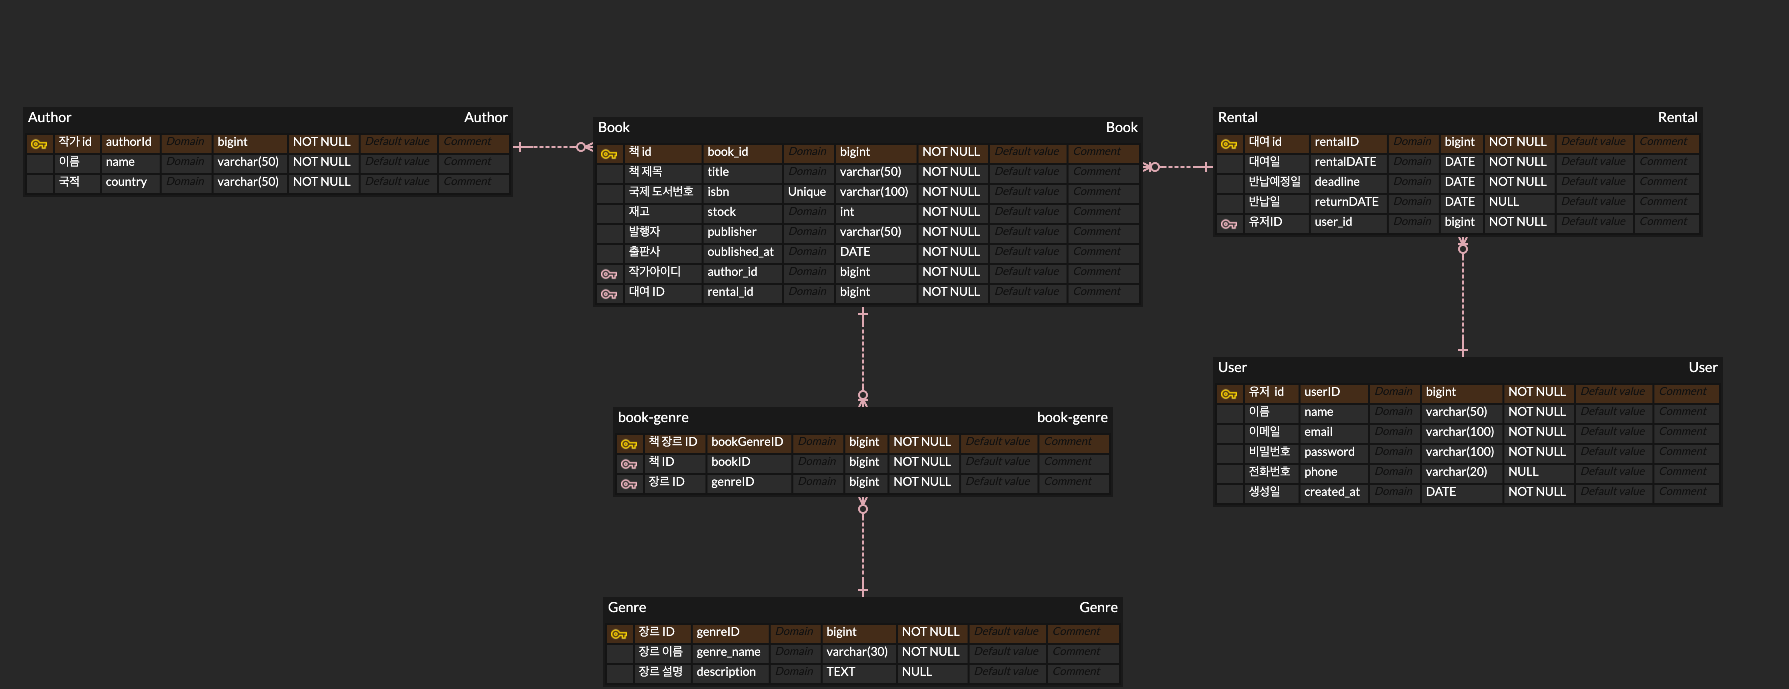 Author Author
작가 id authorId Domain bigint NOT NULL Default value Comment
이름 name Domain varchar(50) NOT NULL Default value Comment
국적 country Domain varchar(50) NOT NULL Default value Comment
Book Book
책 id book_id Domain bigint NOT NULL Default value Comment
책 제목 title Domain varchar(50) NOT NULL Default value Comment
국제 도서번호 isbn Unique varchar(100) NOT NULL Default value Comment
재고 stock Domain int NOT NULL Default value Comment
발행자 publisher Domain varchar(50) NOT NULL Default value Comment
출판사 oublished_at Domain DATE NOT NULL Default value Comment
작가아이디 author_id Domain bigint NOT NULL Default value Comment
대여 ID rental_id Domain bigint NOT NULL Default value Comment
Rental Rental
대여 id rentalID Domain bigint NOT NULL Default value Comment
대여일 rentalDATE Domain DATE NOT NULL Default value Comment
반납예정일 deadline Domain DATE NOT NULL Default value Comment
반납일 returnDATE Domain DATE NULL Default value Comment
유저ID user_id Domain bigint NOT NULL Default value Comment
User User
유저 id userID Domain bigint NOT NULL Default value Comment
이름 name Domain varchar(50) NOT NULL Default value Comment
이메일 email Domain varchar(100) NOT NULL Default value Comment
비밀번호 password Domain varchar(100) NOT NULL Default value Comment
전화번호 phone Domain varchar(20) NULL Default value Comment
생성일 created_at Domain DATE NOT NULL Default value Comment
book-genre book-genre
책 장르 ID bookGenreID Domain bigint NOT NULL Default value Comment
책 ID bookID Domain bigint NOT NULL Default value Comment
장르 ID genreID Domain bigint NOT NULL Default value Comment
Genre Genre
장르 ID genreID Domain bigint NOT NULL Default value Comment
장르 이름 genre_name Domain varchar(30) NOT NULL Default value Comment
장르 설명 description Domain TEXT NULL Default value Comment